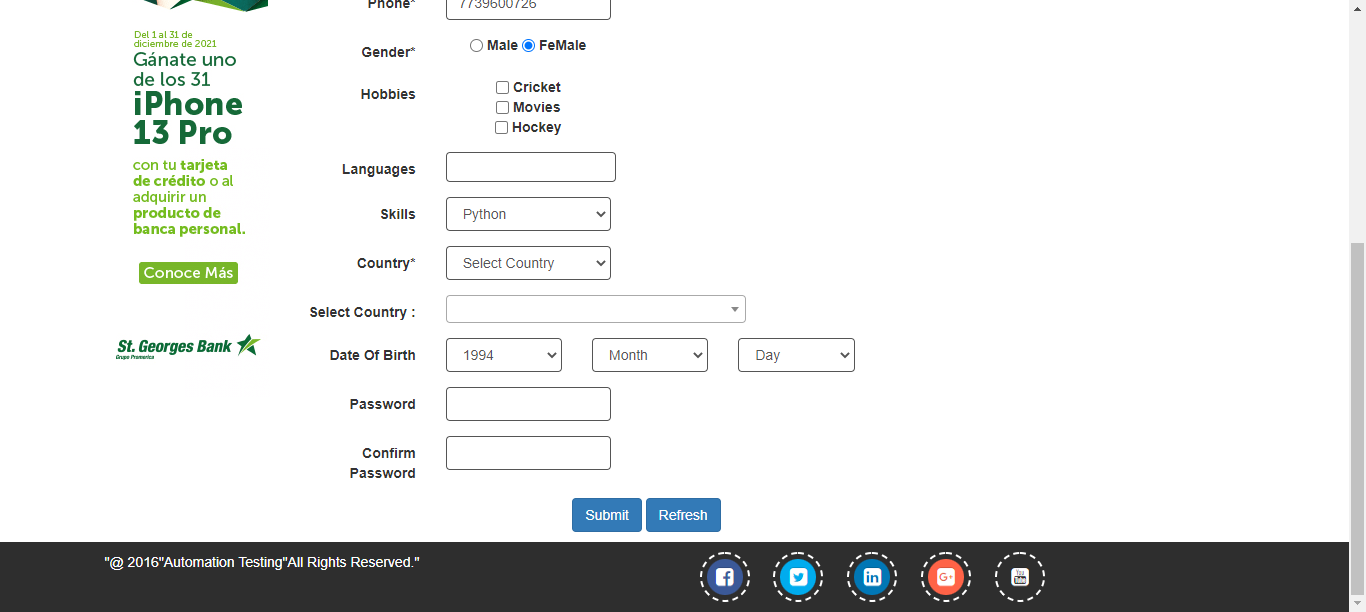 Phone*
7739600726
Del 1 al 31 de
diciembre de 2021
Gánate uno
de los 31
iPhone
13 Pro
con tu tarjeta
de crédito o al
adquirir un
producto de
banca personal.
Conoce Más
St. Georges Bank
Grupo Promerica
Gender*
Male FeMale
Hobbies
Cricket
Movies
Hockey
Languages
Skills
Python
Country*
Select Country
Select Country :
Date Of Birth
1994 Month Day
Password
Confirm
Password
Submit Refresh
"@ 2016"Automation Testing"All Rights Reserved."
f
in
G+
You
Tube